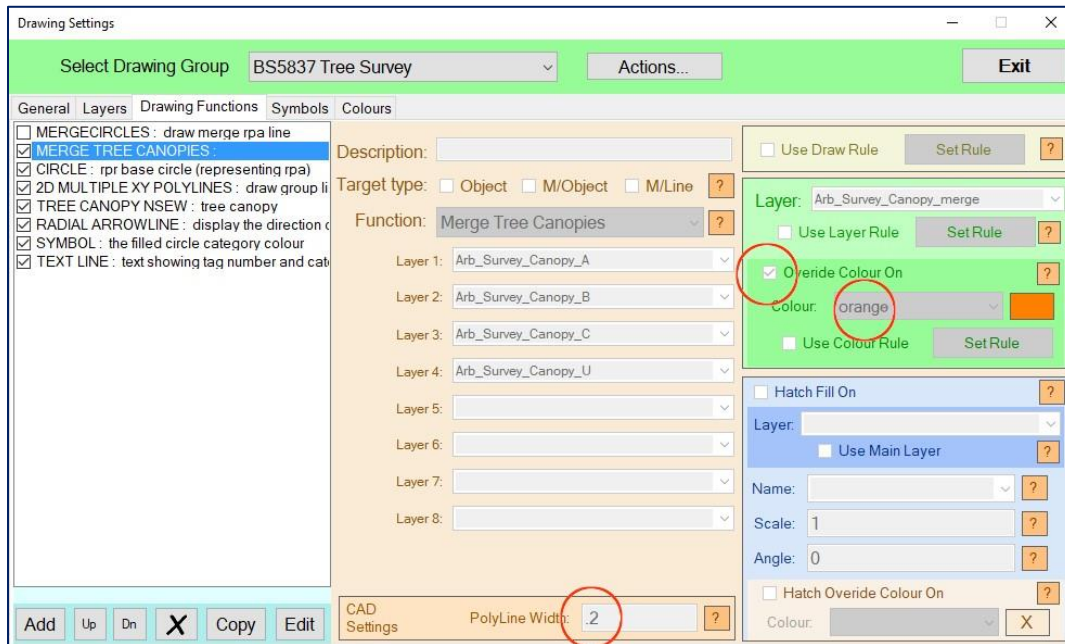 Drawing Settings
Select Drawing Group BS5837 Tree Survey Actions... Exit
General Layers Drawing Functions Symbols Colours
MERGECIRCLES : draw merge rpa line
MERGE TREE CANOPIES :
CIRCLE : rpr base circle (representing rpa)
2D MULTIPLE XY POLYLINES : draw group li
TREE CANOPY NSEW : tree canopy
RADIAL ARROWLINE : display the direction
SYMBOL : the filled circle category colour
TEXT LINE : text showing tag number and cat
Add Up Dn X Copy Edit
Description:
Target type: Object M/Object M/Line ?
Function: Merge Tree Canopies ?
Layer 1: Arb_Survey_Canopy_A
Layer 2: Arb_Survey_Canopy_B
Layer 3: Arb_Survey_Canopy_C
Layer 4: Arb_Survey_Canopy_U
Layer 5:
Layer 6:
Layer 7:
Layer 8:
CAD Settings PolyLine Width: .2 ?
Use Draw Rule Set Rule ?
Layer: Arb_Survey_Canopy_merge
Use Layer Rule Set Rule ?
Overide Colour On ?
Colour: orange
Use Colour Rule Set Rule
Hatch Fill On ?
Layer:
Use Main Layer ?
Name: ?
Scale: 1 ?
Angle: 0 ?
Hatch Overide Colour On ?
Colour: X